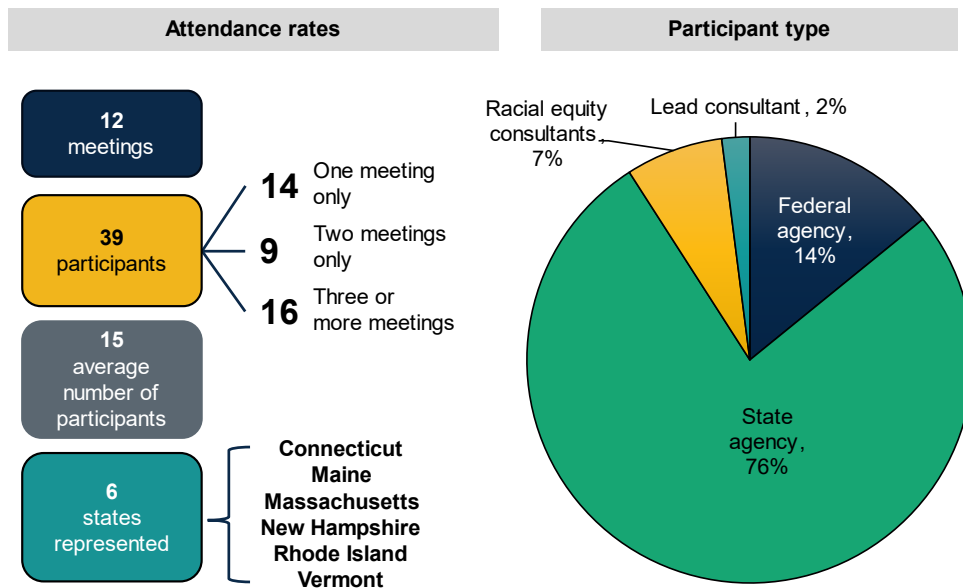 Attendance rates
12
meetings
39
participants
14
One meeting
only
9
Two meetings
only
16
Three or
more meetings
15
average
number of
participants
6
states
represented
Connecticut
Maine
Massachusetts
New Hampshire
Rhode Island
Vermont
Participant type
Racial equity
consultants ,
7%
Lead consultant , 2%
Federal
agency,
14%
State
agency,
76%